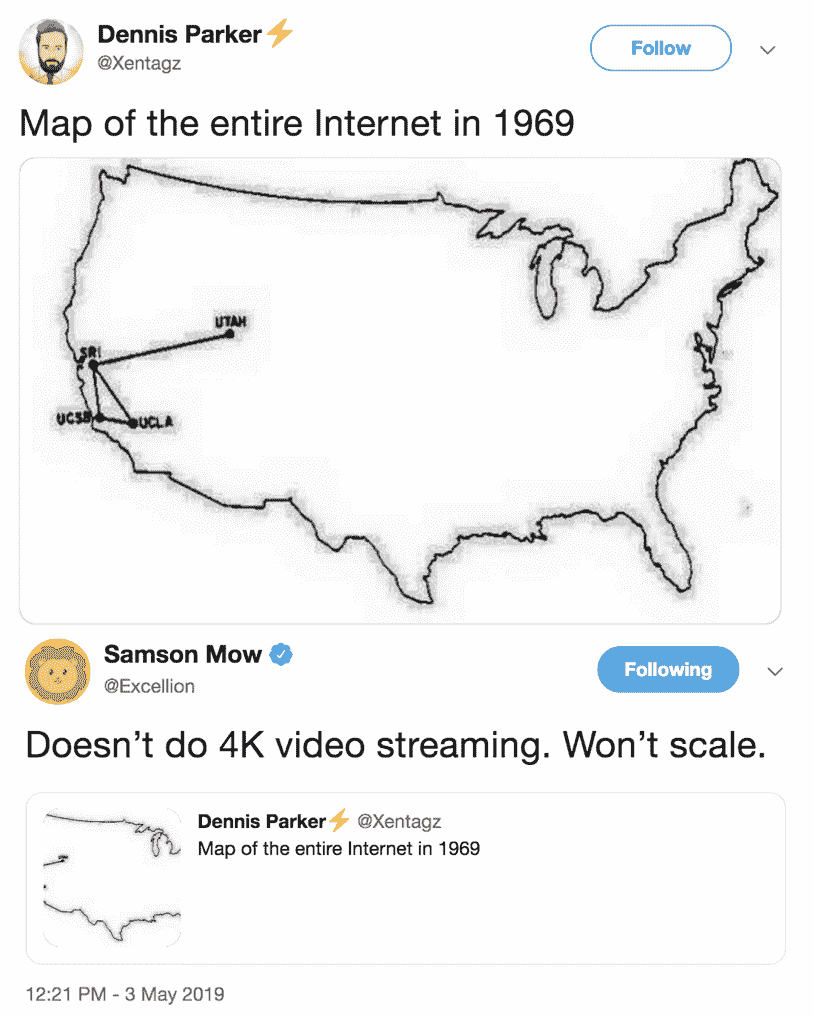 Dennis Parker⚡
@Xentagz
Follow
Map of the entire Internet in 1969
UTAH
SRI
UCSB
UCLA
Samson Mow
@Excellion
Following
Doesn’t do 4K video streaming. Won’t scale.
Dennis Parker⚡ @Xentagz
Map of the entire Internet in 1969
12:21 PM - 3 May 2019